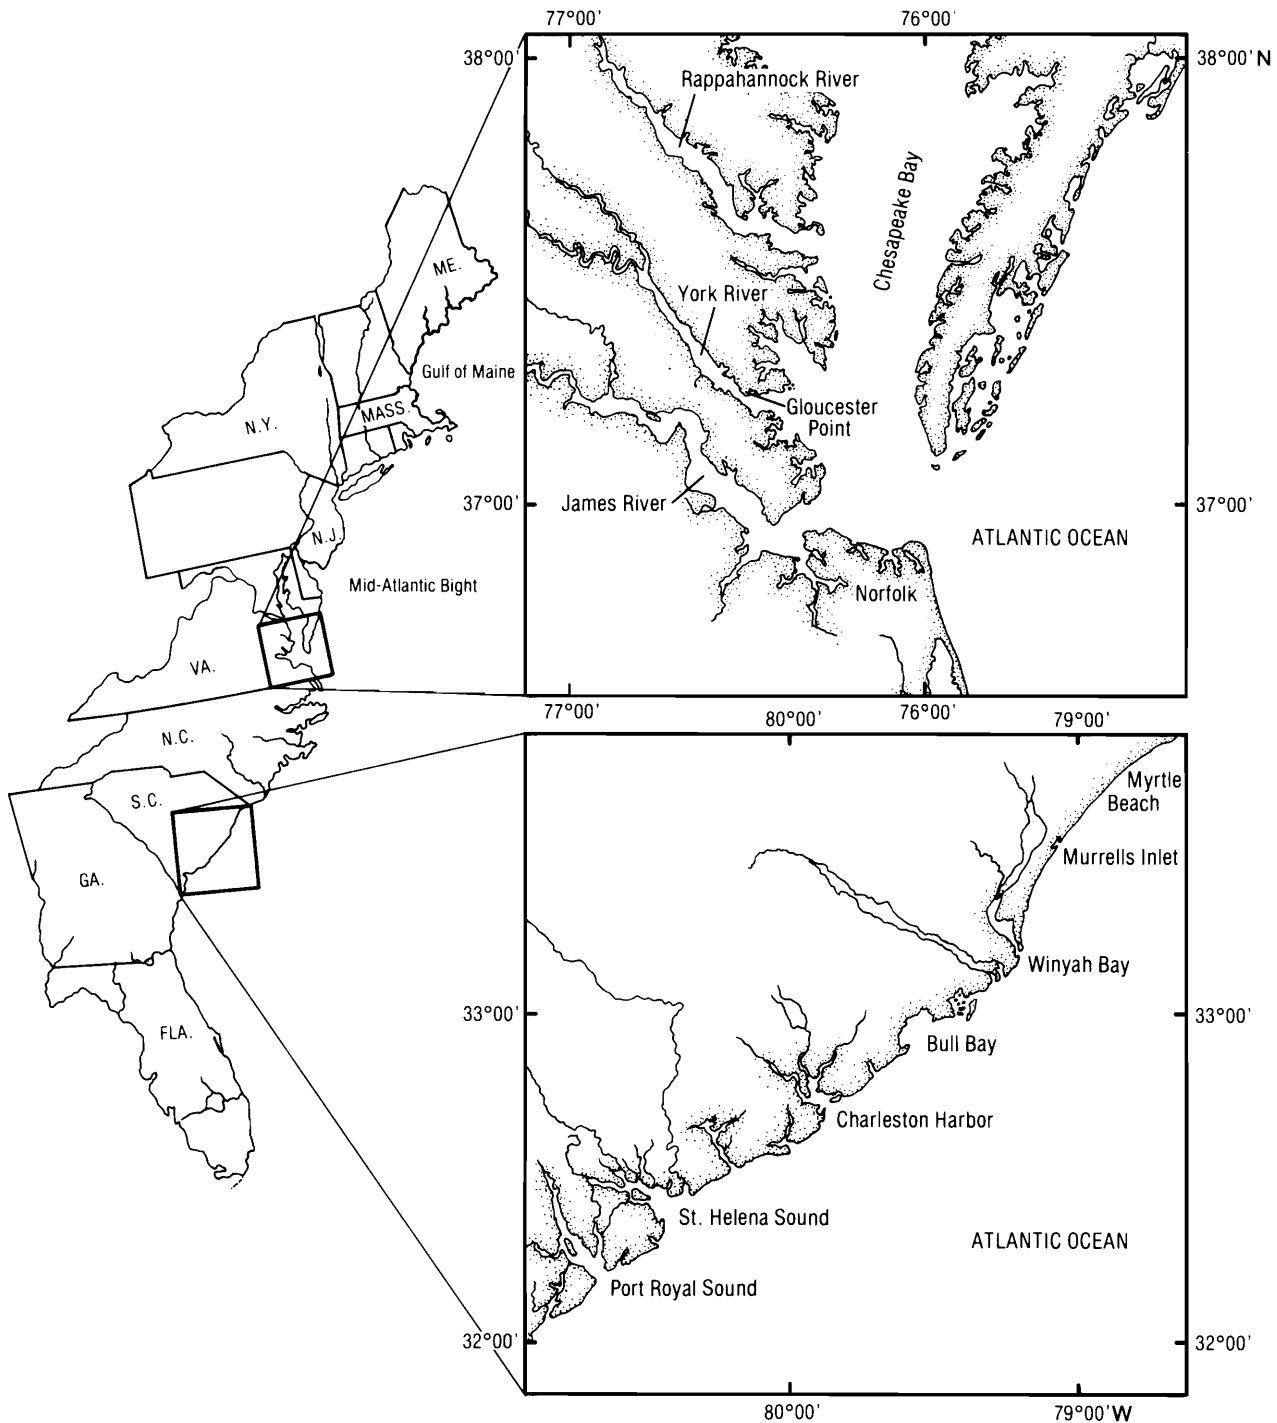 77°00'
76°00'
38°00'
38°00' N
Rappahannock River
Chesapeake Bay
ME.
York River
Gulf of Maine
MASS
Gloucester
Point
N.Y.
James River
37°00'
37°00'
ATLANTIC OCEAN
N.J.
Mid-Atlantic Bight
Norfolk
VA.
77°00'
80°00'
76°00'
79°00'
N.C.
S.C.
Myrtle
Beach
Murrells Inlet
GA.
Winyah Bay
33°00'
33°00'
FLA.
Bull Bay
Charleston Harbor
St. Helena Sound
ATLANTIC OCEAN
Port Royal Sound
32°00'
32°00'
80°00'
79°00'W